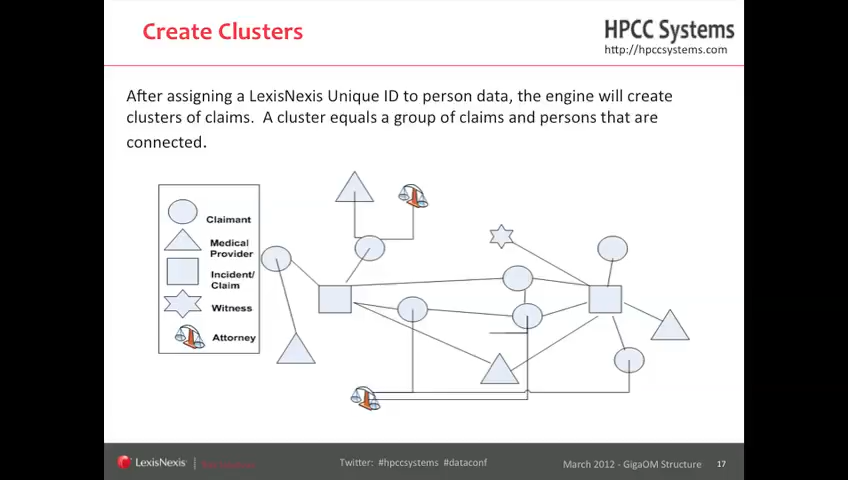 Create Clusters
HPCC Systems
http://hpccsystems.com
After assigning a LexisNexis Unique ID to person data, the engine will create
clusters of claims. A cluster equals a group of claims and persons that are
connected.
Claimant
Medical
Provider
Incident/
Claim
Witness
Attorney
LexisNexis
Twitter: #hpccsystems #dataconf
March 2012 - GigaOM Structure
17